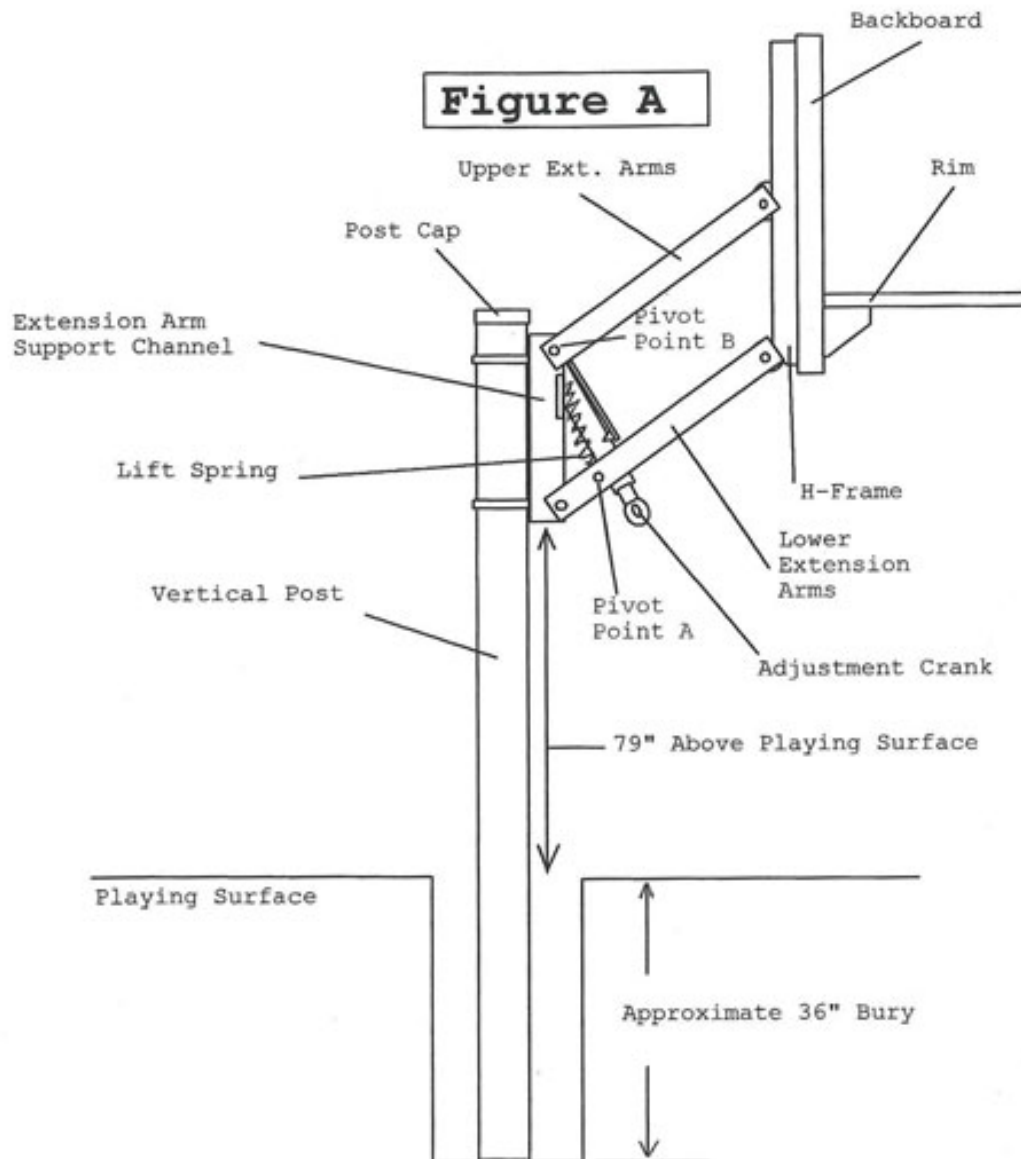 Backboard
Figure A
Upper Ext. Arms
Rim
Post Cap
Extension Arm
Support Channel
Pivot
Point B
Lift Spring
H-Frame
Lower
Extension
Arms
Vertical Post
Pivot
Point A
Adjustment Crank
79" Above Playing Surface
Playing Surface
Approximate 36" Bury